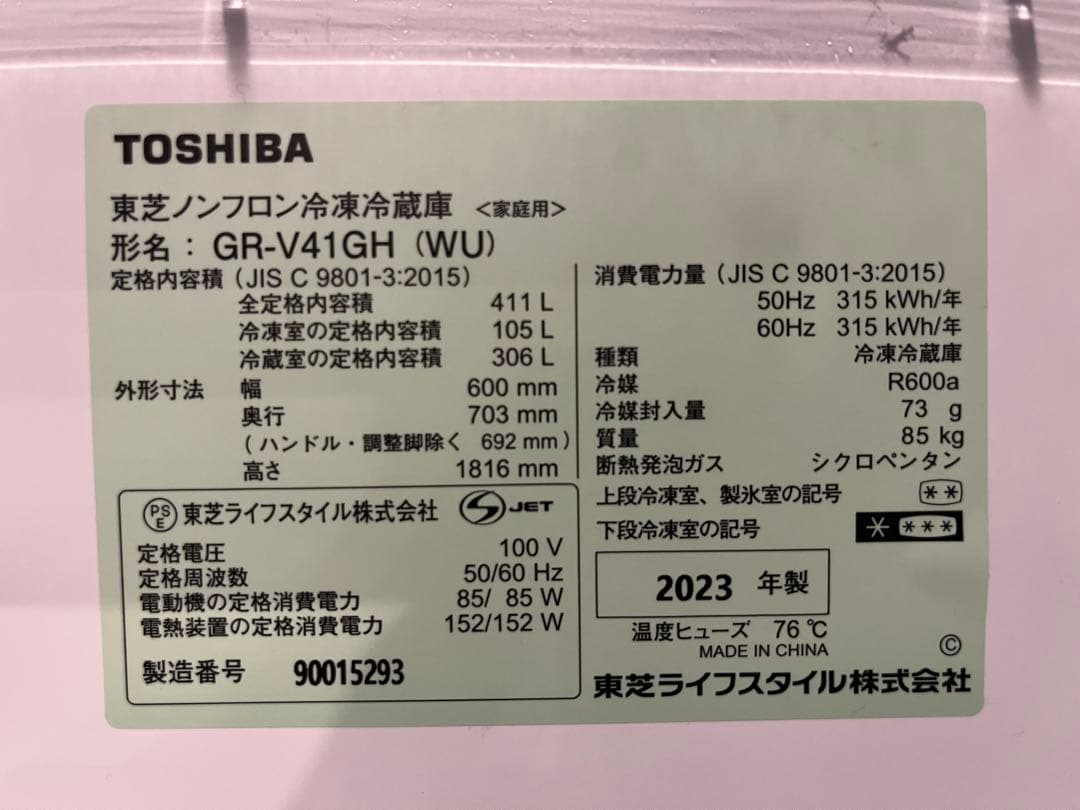 TOSHIBA
東芝ノンフロン冷凍冷蔵庫 <家庭用>
形名： GR-V41GH (WU)
定格内容積（JIS C 9801-3:2015）
全定格内容積 411 L
冷凍室の定格内容積 105 L
冷蔵室の定格内容積 306 L
外形寸法 幅 600 mm
奥行 703 mm
（ハンドル・調整脚除く 692 mm）
高さ 1816 mm
PS
E 東芝ライフスタイル株式会社 S JET
定格電圧 100 V
定格周波数 50/60 Hz
電動機の定格消費電力 85/ 85 W
電熱装置の定格消費電力 152/152 W
製造番号 90015293
消費電力量（JIS C 9801-3:2015）
50Hz 315 kWh/年
60Hz 315 kWh/年
種類 冷凍冷蔵庫
冷媒 R600a
冷媒封入量 73 g
質量 85 kg
断熱発泡ガス シクロペンタン
上段冷凍室、製氷室の記号 **
下段冷凍室の記号 * ***
2023 年製
温度ヒューズ 76 ℃
MADE IN CHINA
©
東芝ライフスタイル株式会社